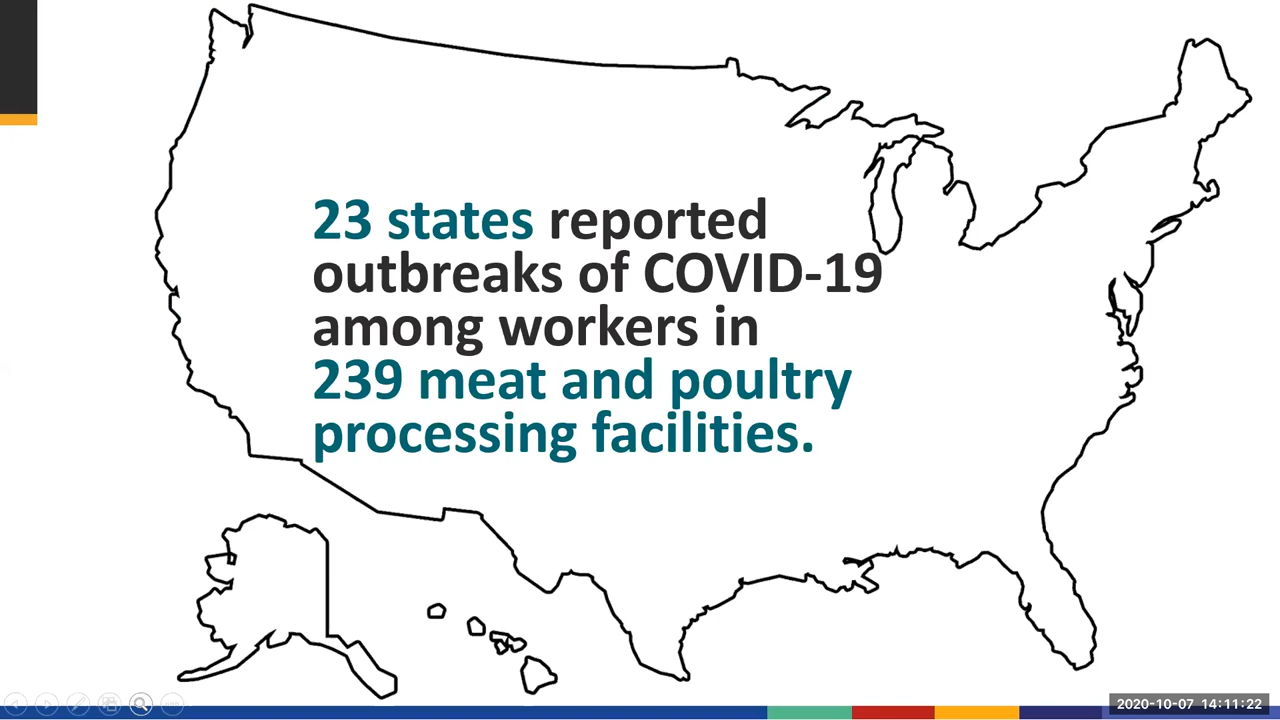 23 states reported
outbreaks of COVID-19
among workers in
239 meat and poultry
processing facilities.
2020-10-07 14:11:22